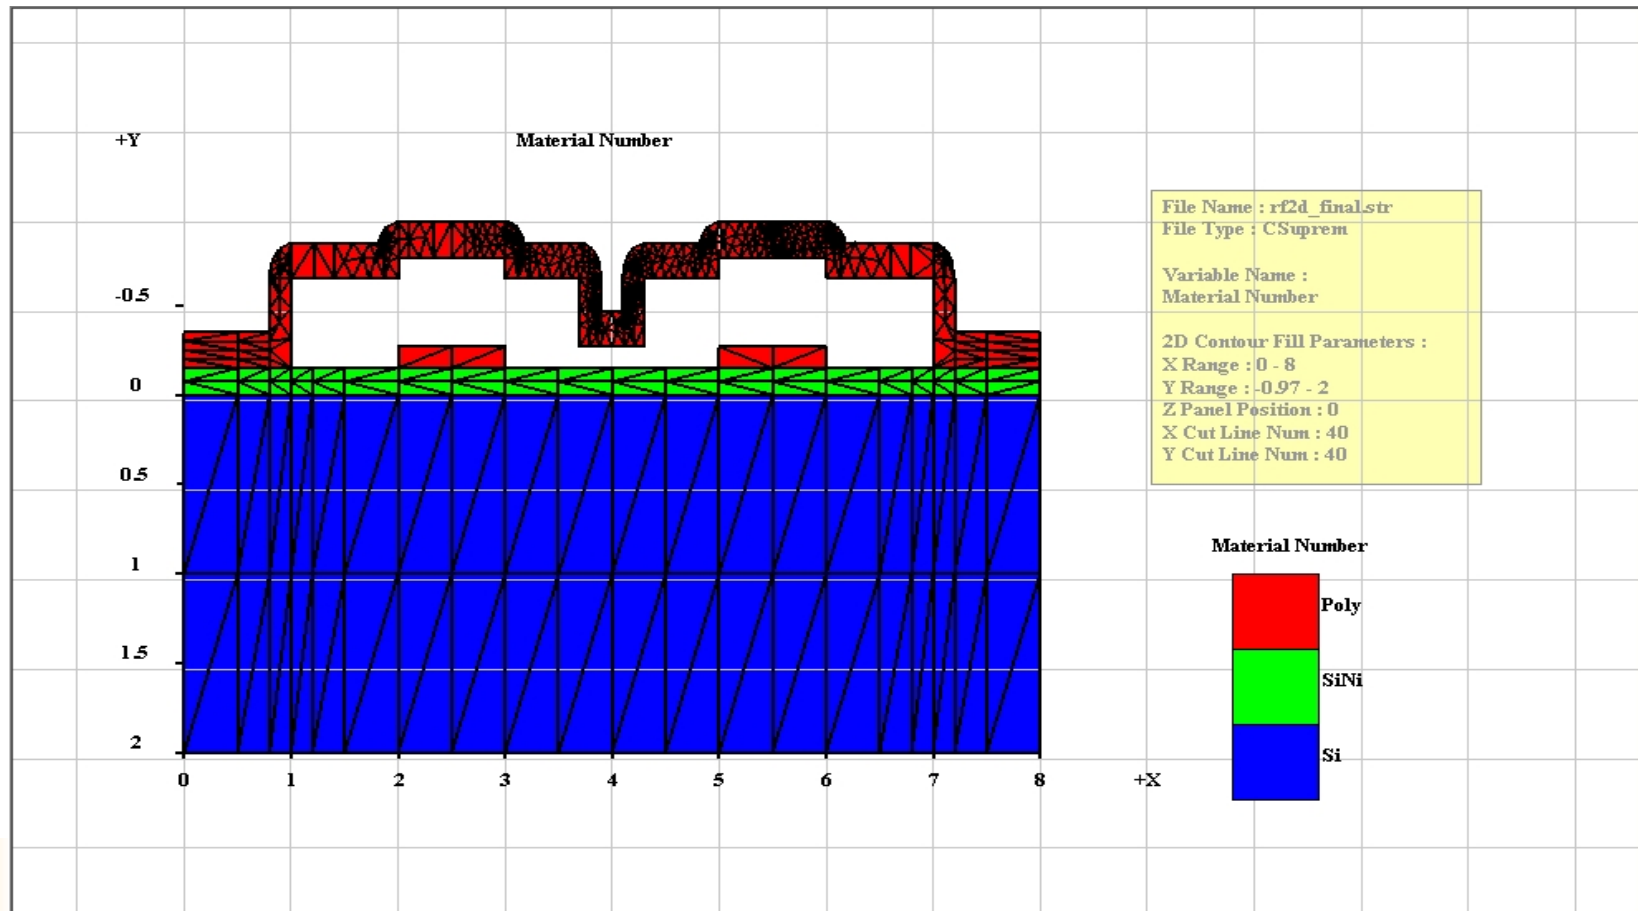 +Y
Material Number
-0.5
0
0.5
1
1.5
2
0 1 2 3 4 5 6 7 8 +X
File Name : rf2d_final.str
File Type : CSuprem
Variable Name :
Material Number
2D Contour Fill Parameters :
X Range : 0 - 8
Y Range : -0.97 - 2
Z Panel Position : 0
X Cut Line Num : 40
Y Cut Line Num : 40
Material Number
Poly
SiNi
Si